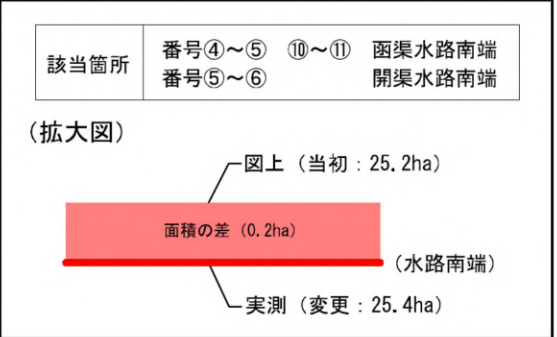 該当箇所
番号④～⑤ ⑩～⑪ 函渠水路南端
番号⑤～⑥ 開渠水路南端
(拡大図)
図上（当初：25.2ha）
面積の差（0.2ha）
(水路南端)
実測（変更：25.4ha）